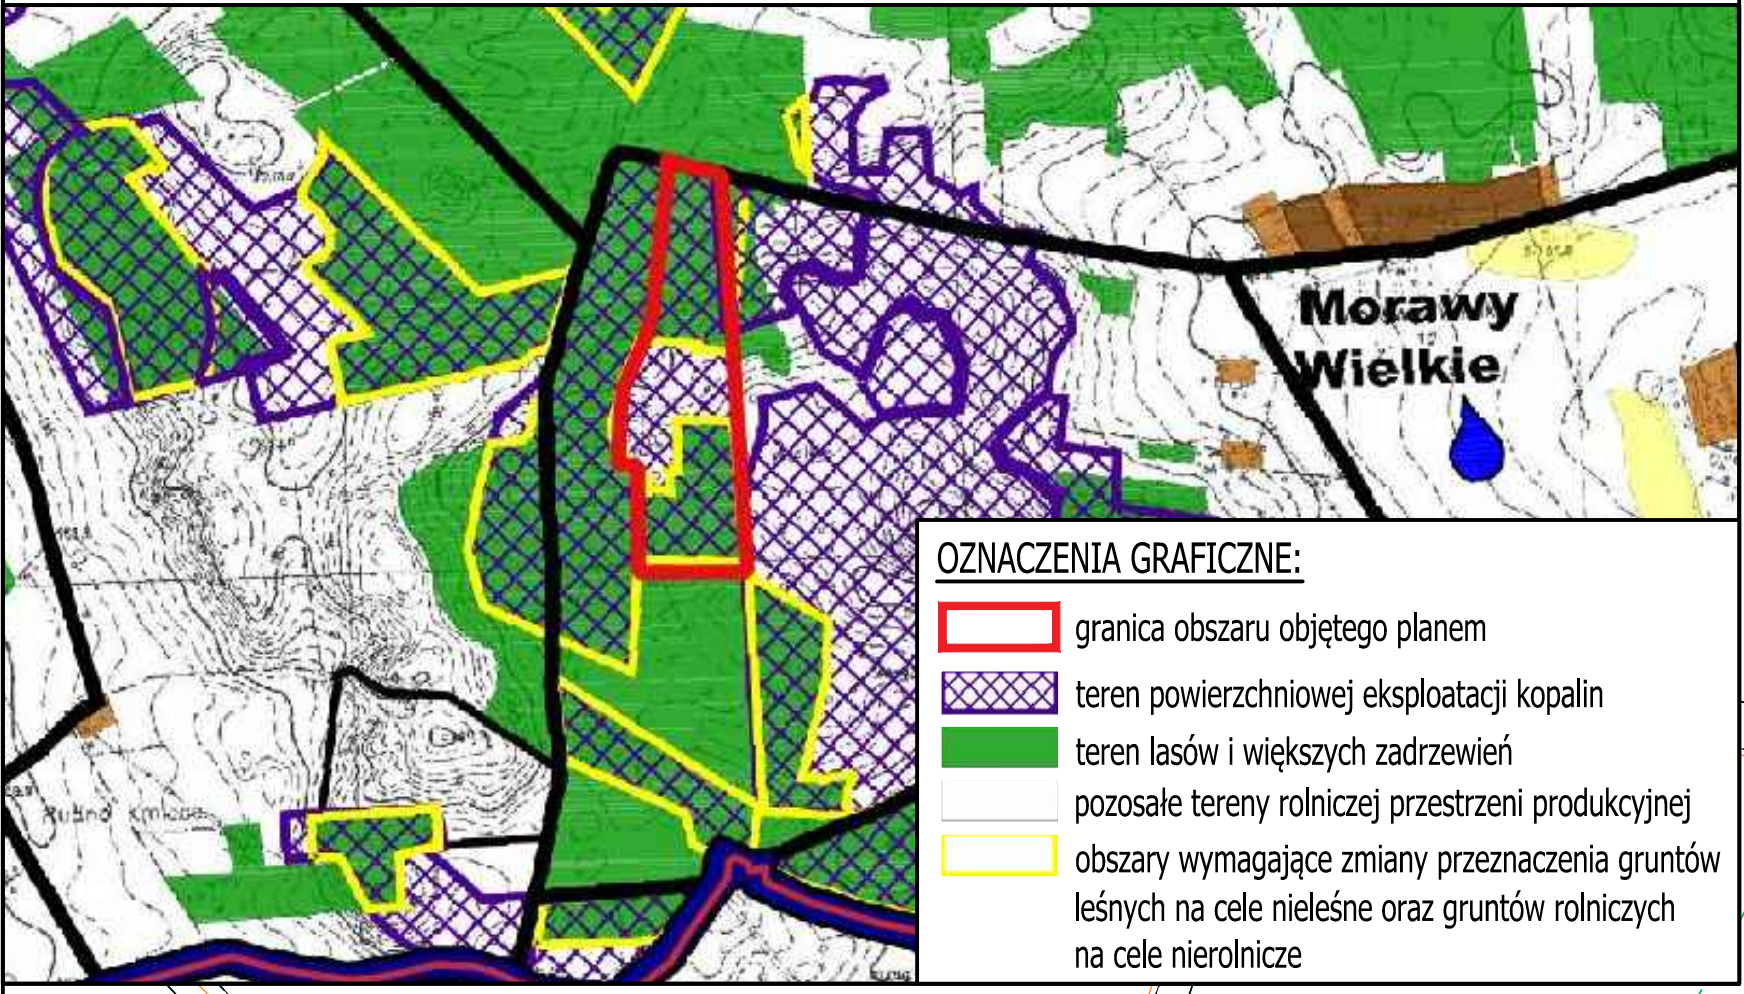 Morawy
Wielkie
OZNACZENIA GRAFICZNE:
granica obszaru objętego planem
teren powierzchniowej eksploatacji kopalin
teren lasów i większych zadrzewień
pozosałe tereny rolniczej przestrzeni produkcyjnej
obszary wymagające zmiany przeznaczenia gruntów
leśnych na cele nieleśne oraz gruntów rolniczych
na cele nierolnicze